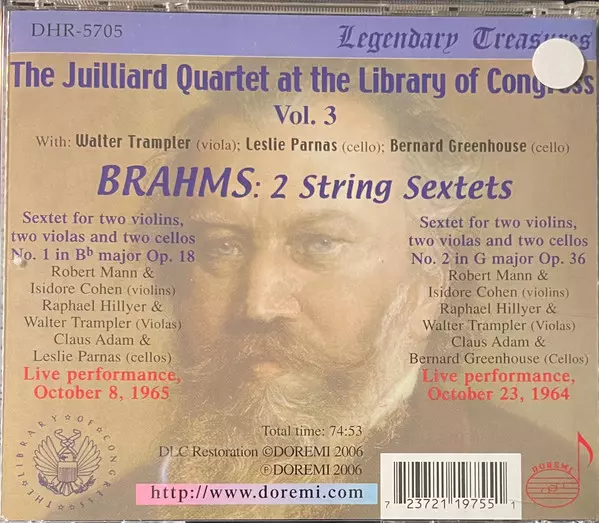 DHR-5705
Legendary Treasures
The Juilliard Quartet at the Library of Congress
Vol. 3
With: Walter Trampler (viola); Leslie Parnas (cello); Bernard Greenhouse (cello)
BRAHMS: 2 String Sextets
Sextet for two violins,
two violas and two cellos
No. 1 in Bb major Op. 18
Robert Mann &
Isidore Cohen (violins)
Raphael Hillyer &
Walter Trampler (Violas)
Claus Adam &
Leslie Parnas (cellos)
Live performance,
October 8, 1965
Sextet for two violins,
two violas and two cellos
No. 2 in G major Op. 36
Robert Mann &
Isidore Cohen (violins)
Raphael Hillyer &
Walter Trampler (Violas)
Claus Adam &
Bernard Greenhouse (Cellos)
Live performance,
October 23, 1964
THE LIBRARY OF CONGRESS
Total time: 74:53
DLC Restoration ©DOREMI 2006
℗DOREMI 2006
http://www.doremi.com
7 23721 19755 1
DOREMI